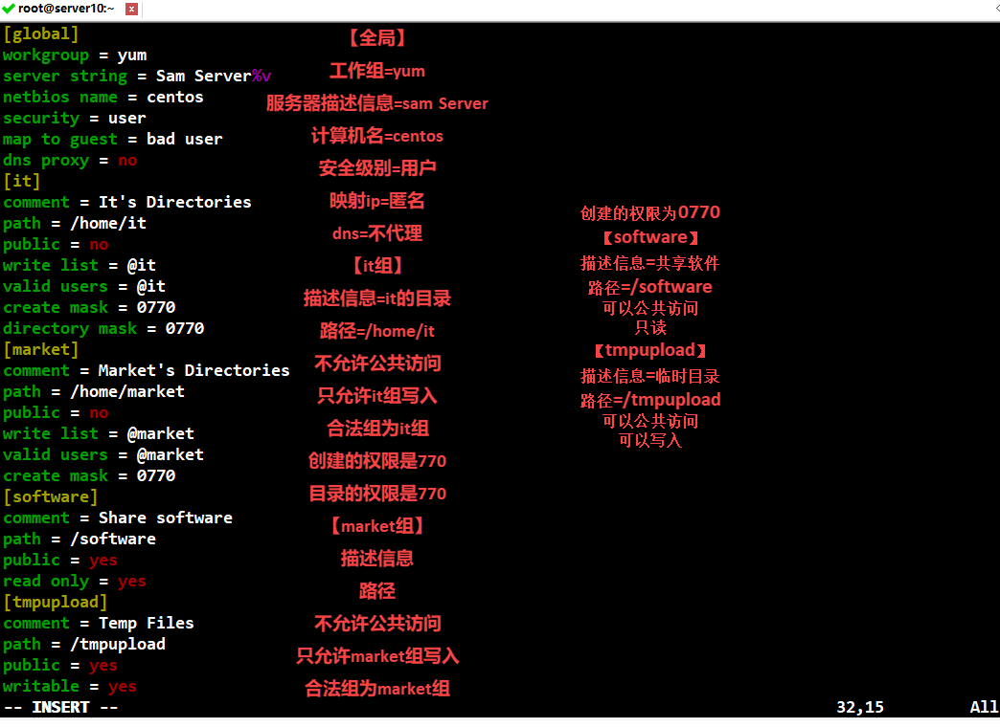 root@server10:~
[global]
workgroup = yum
server string = Sam Server%v
netbios name = centos
security = user
map to guest = bad user
dns proxy = no
[it]
comment = It's Directories
path = /home/it
public = no
write list = @it
valid users = @it
create mask = 0770
directory mask = 0770
[market]
comment = Market's Directories
path = /home/market
public = no
write list = @market
valid users = @market
create mask = 0770
[software]
comment = Share software
path = /software
public = yes
read only = yes
[tmpupload]
comment = Temp Files
path = /tmpupload
public = yes
writable = yes
-- INSERT --
32,15
All
【全局】
工作组=yum
服务器描述信息=sam Server
计算机名=centos
安全级别=用户
映射ip=匿名
dns=不代理
【it组】
描述信息=it的目录
路径=/home/it
不允许公共访问
只允许it组写入
合法组为it组
创建的权限是770
目录的权限是770
【market组】
描述信息
路径
不允许公共访问
只允许market组写入
合法组为market组
创建的权限为0770
【software】
描述信息=共享软件
路径=/software
可以公共访问
只读
【tmpupload】
描述信息=临时目录
路径=/tmpupload
可以公共访问
可以写入